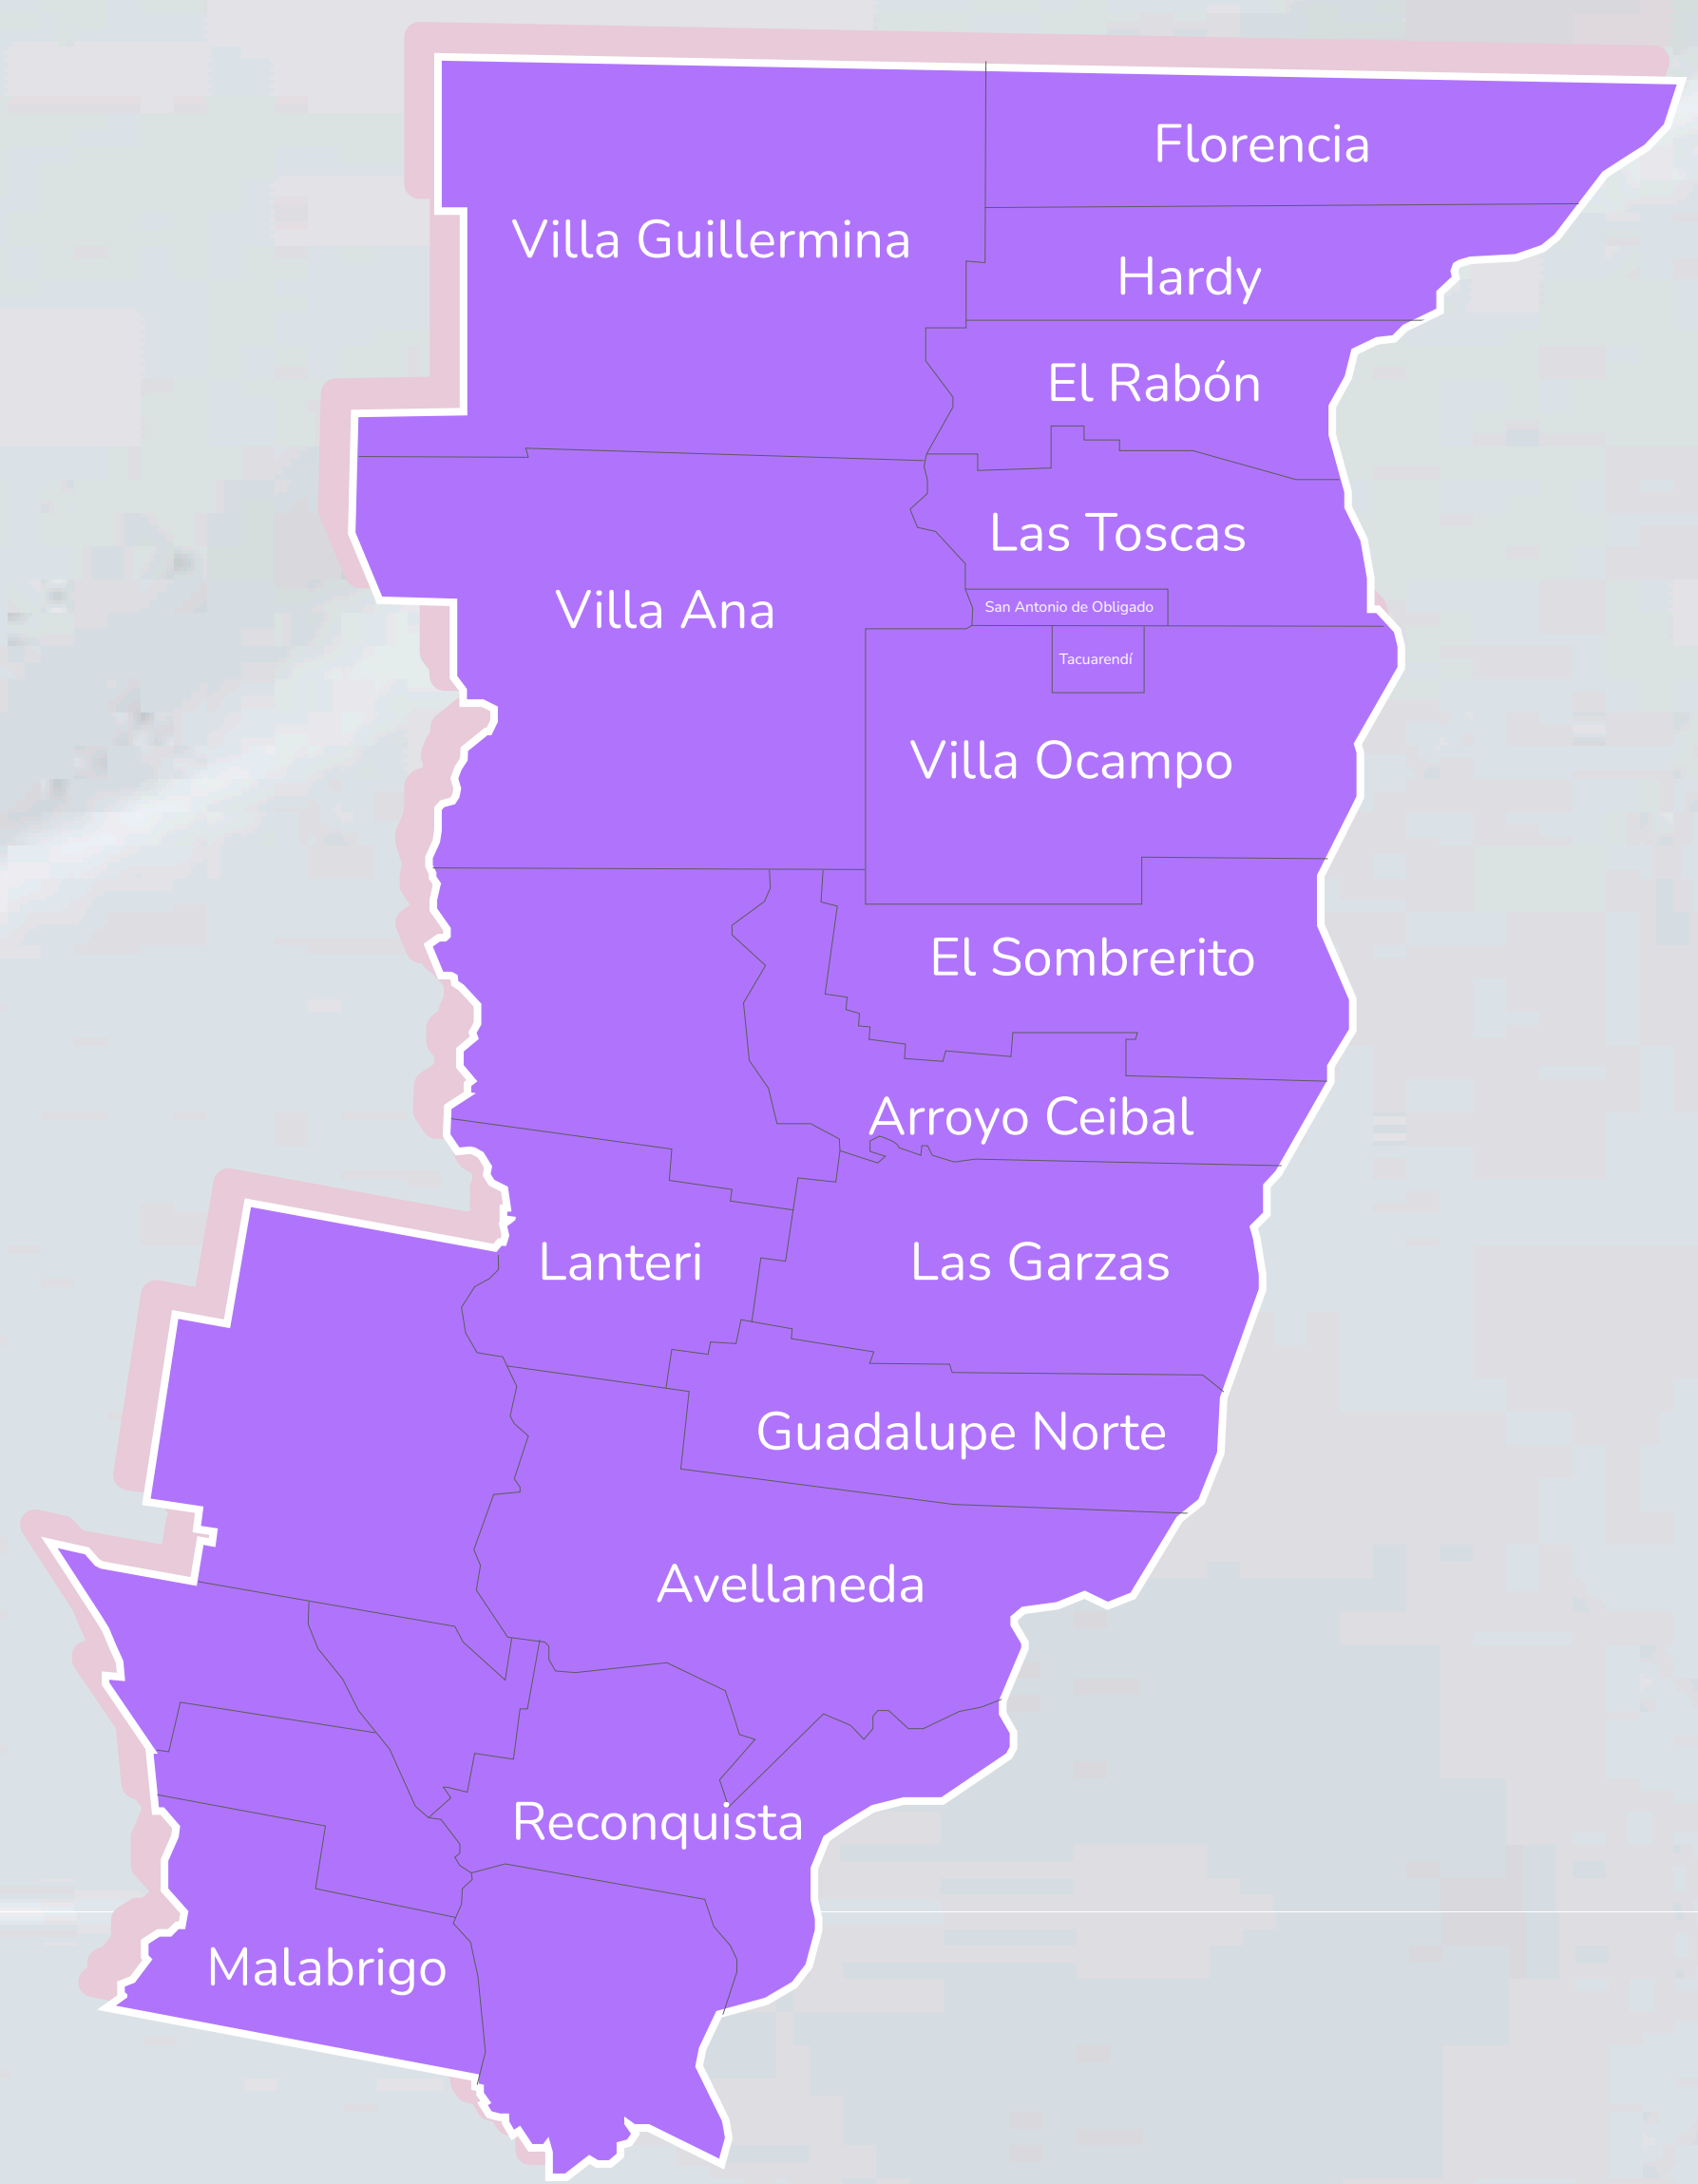 Florencia
Villa Guillermina
Hardy
El Rabón
Las Toscas
Villa Ana
San Antonio de Obligado
Tacuarendí
Villa Ocampo
El Sombrerito
Arroyo Ceibal
Lanteri
Las Garzas
Guadalupe Norte
Avellaneda
Reconquista
Malabrigo